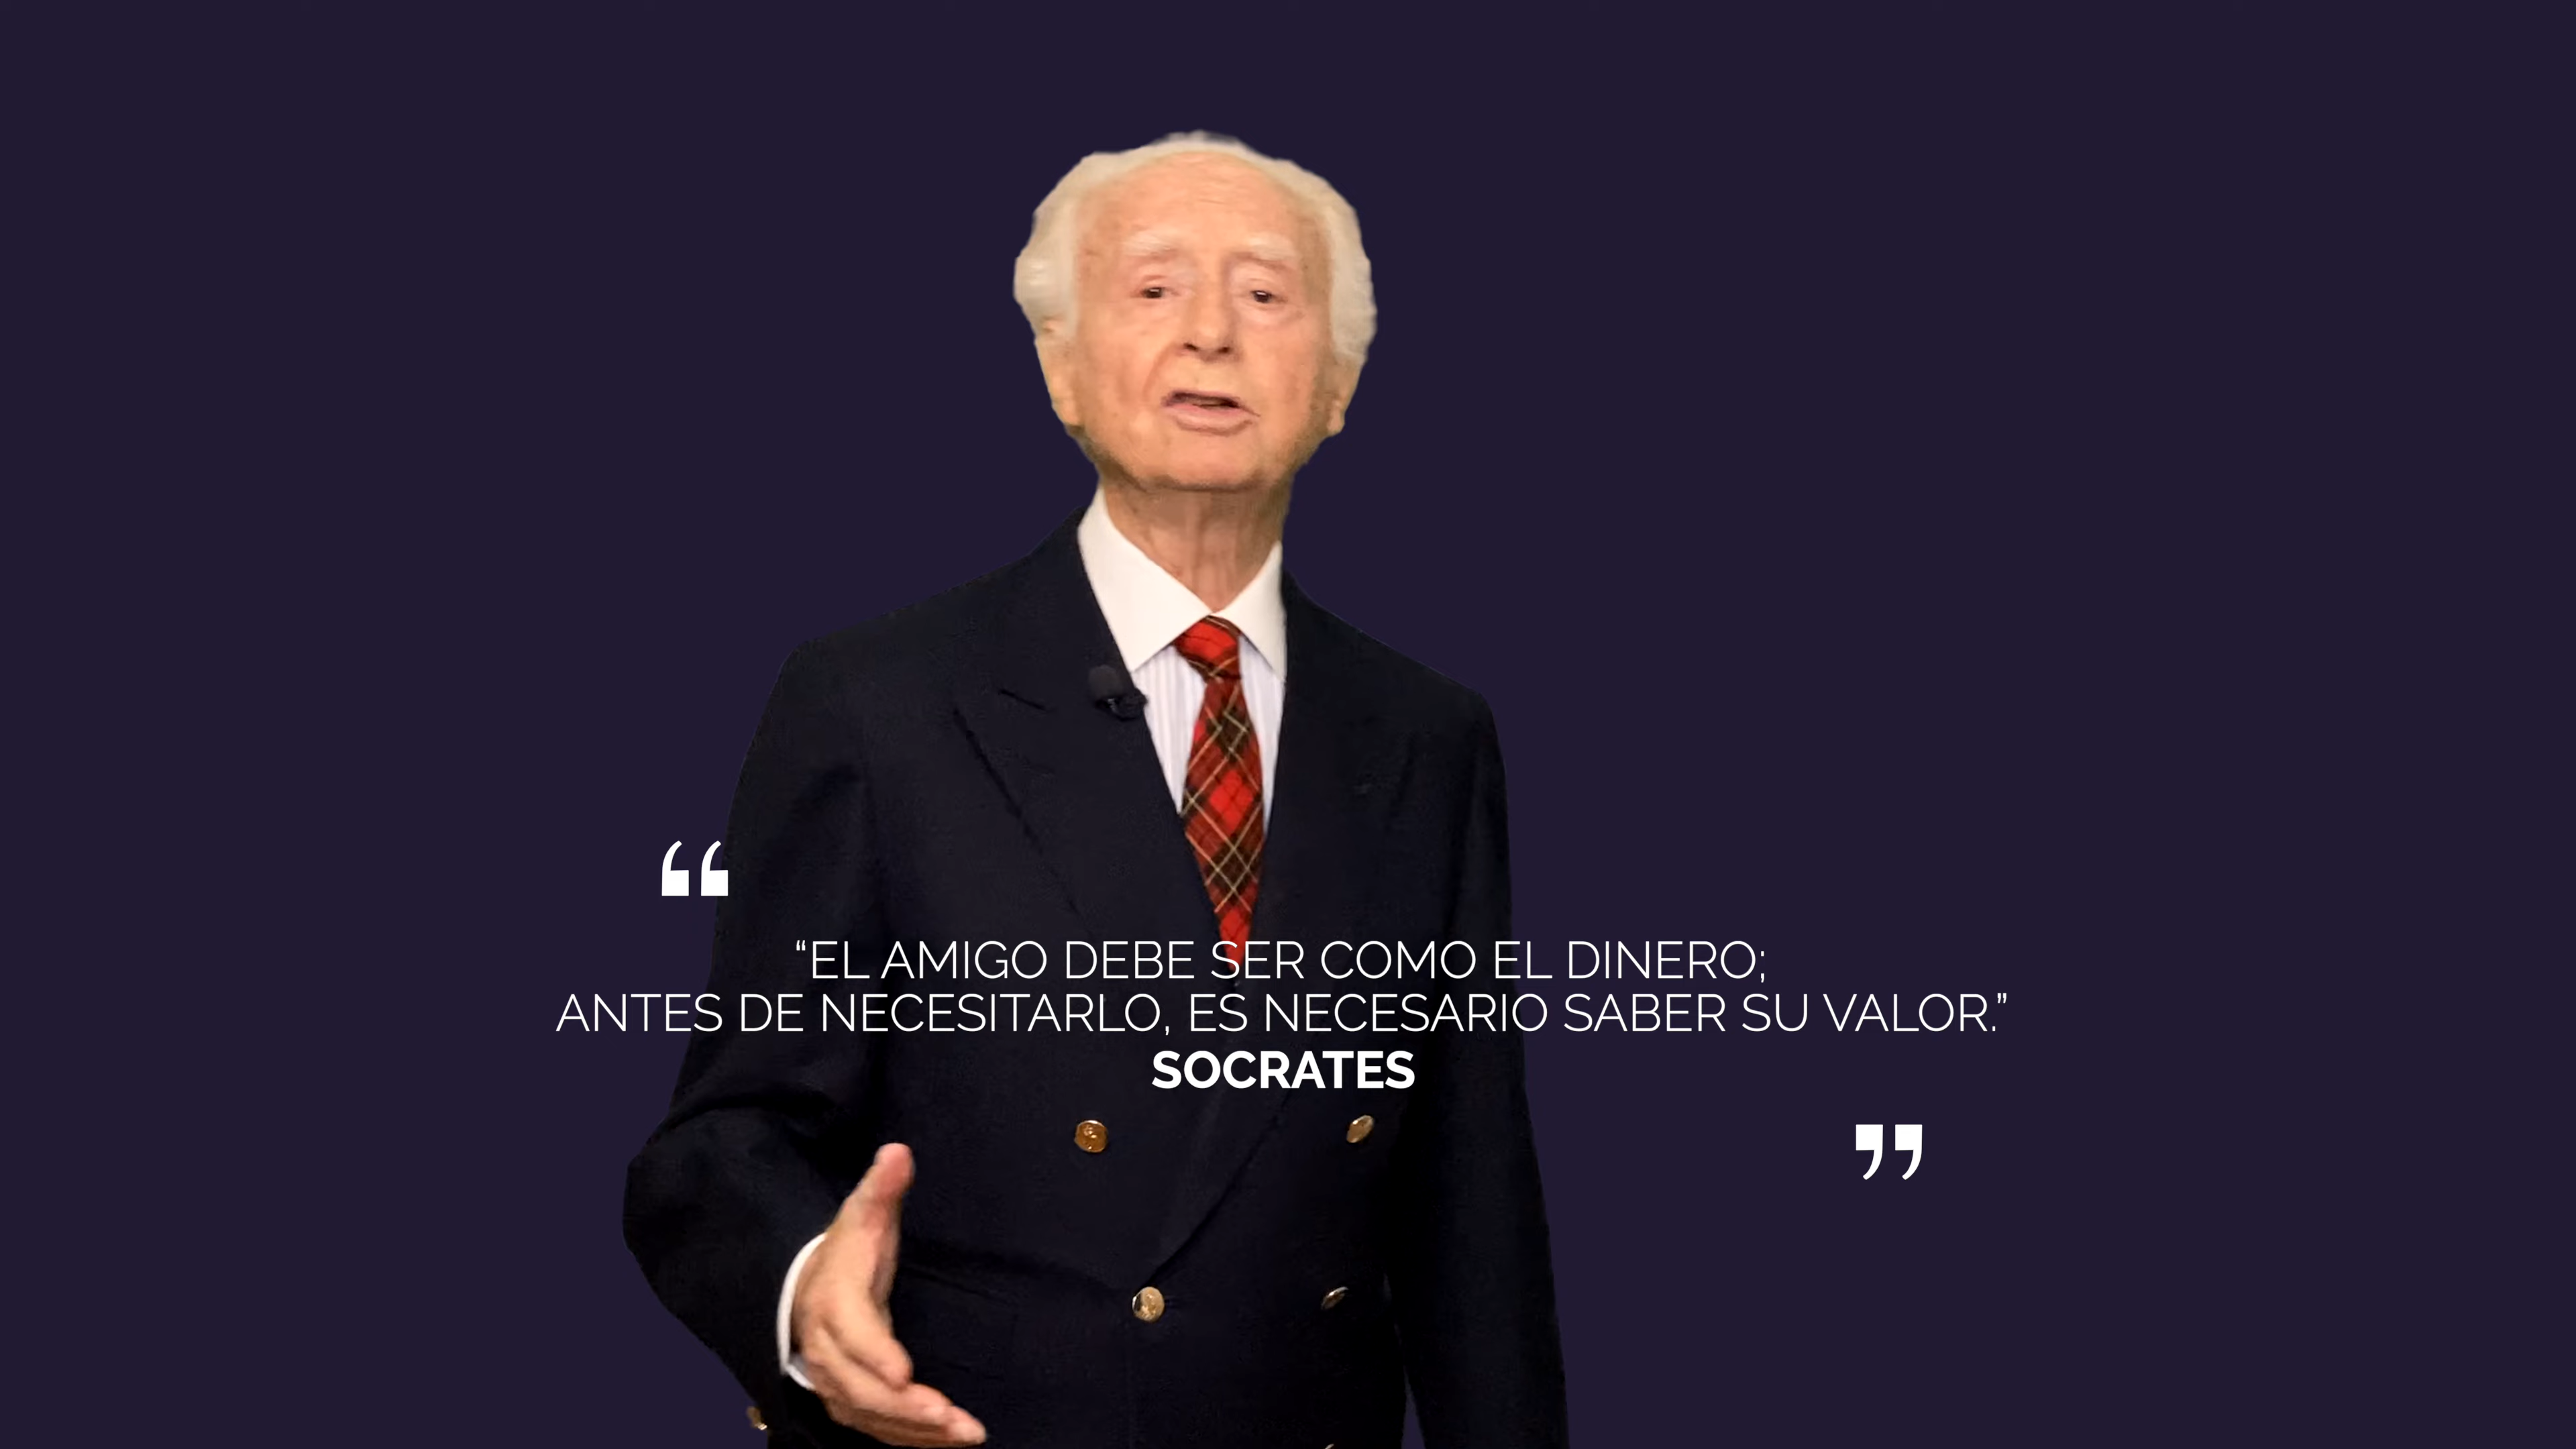 “
“EL AMIGO DEBE SER COMO EL DINERO;
ANTES DE NECESITARLO, ES NECESARIO SABER SU VALOR.”
SOCRATES
”